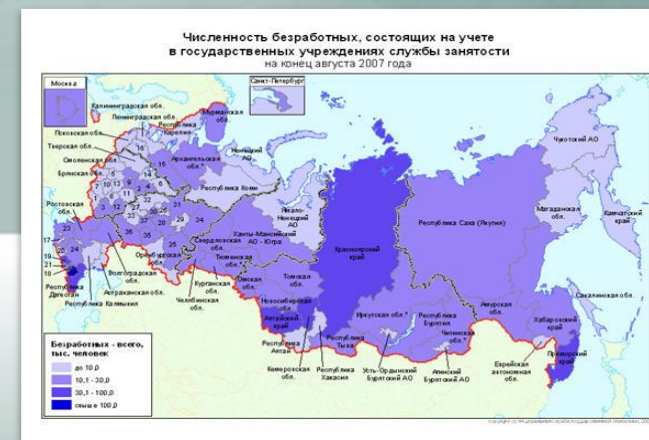 Численность безработных, состоящих на учете
в государственных учреждениях службы занятости
на конец августа 2007 года
Москва
Санкт-Петербург
Калининградская обл.
Ленинградская обл.
Мурманская
обл.
Республика
Карелия
Псковская обл.
Тверская обл.
Смоленская обл.
Брянская обл.
Архангельская
обл.*
Ненецкий
АО
Чукотский АО
Республика Коми
Ямало-
Ненецкий
АО
Ростовская
обл.
Магаданская
обл.
Камчатский
край
Республика Саха (Якутия)
Ханты-Мансийский
АО - Югра
Красноярский
край
Свердловская
обл.
Тюменская
обл.*
Оренбургская
обл.
Томская
обл.
Омская
обл.
Волгоградская
обл.
Курганская
обл.
Астраханская обл.
Республика
Дагестан
Республика Калмыкия
Челябинская
обл.
Новосибирская
обл.
Алтайский
край
Иркутская обл.*
Республика
Бурятия
Читинская
обл.*
Амурская
обл.
Хабаровский
край
Сахалинская обл.
Приморский
край
Республика
Алтай
Республика
Тыва
Кемеровская
обл.
Республика
Хакасия
Усть-Ордынский
Бурятский АО
Агинский
Бурятский АО
Еврейская
автономная
обл.
Безработных - всего,
тыс. человек
до 10,0
10,1 - 30,0
30,1 - 100,0
свыше 100,0